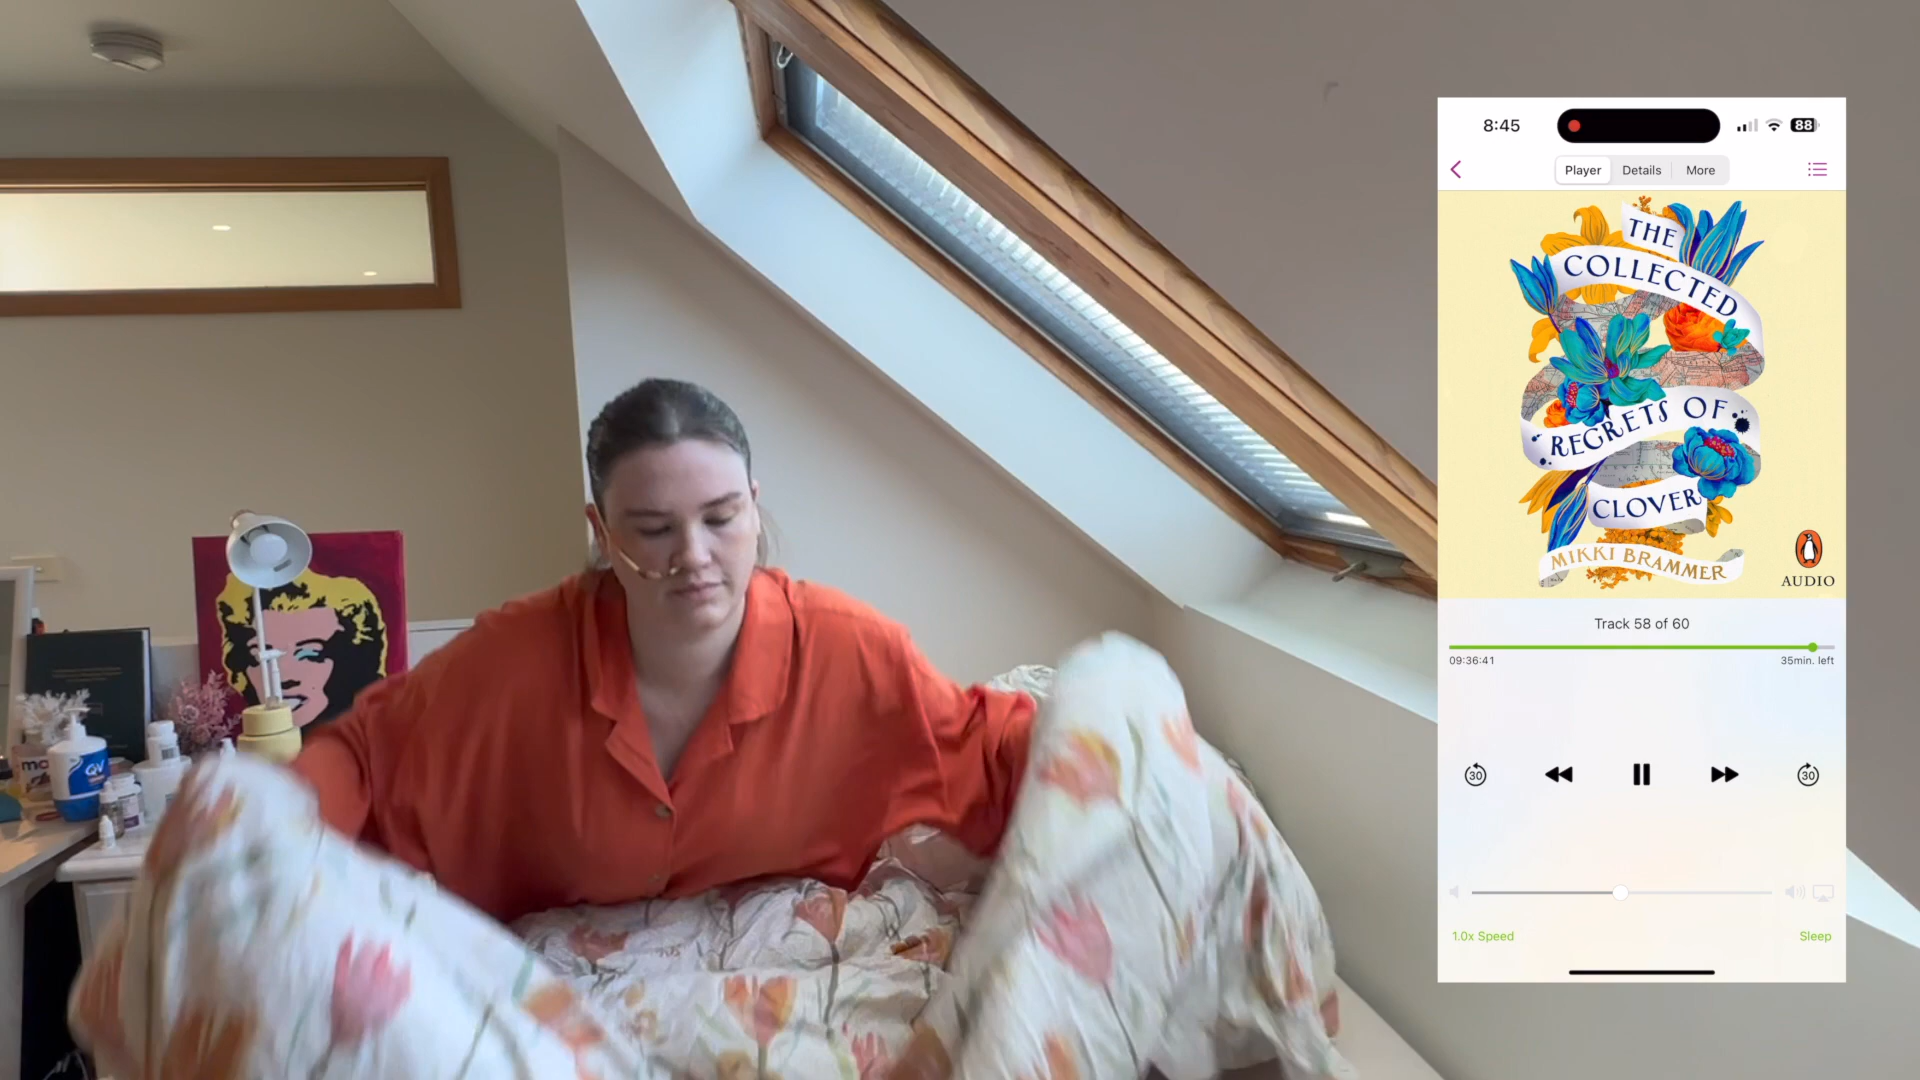 8:45
88
Player
Details
More
THE
COLLECTED
REGRETS OF
CLOVER
MIKKI BRAMMER
AUDIO
Track 58 of 60
09:36:41
35min. left
30
30
1.0x Speed
Sleep
QV